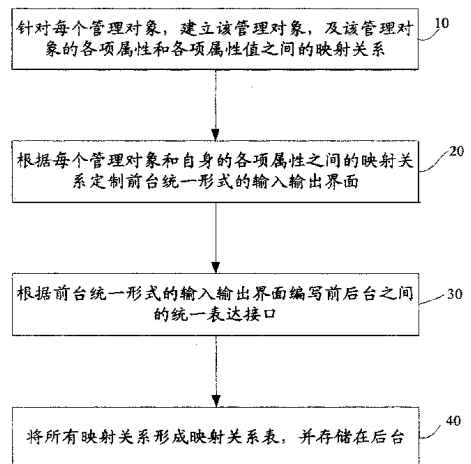 针对每个管理对象，建立该管理对象，及该管理对
象的各项属性和各项属性值之间的映射关系
10
根据每个管理对象和自身的各项属性之间的映射关
系定制前台统一形式的输入输出界面
20
根据前台统一形式的输入输出界面编写前后台之间
的统一表达接口
30
将所有映射关系形成映射关系表，并存储在后台
40